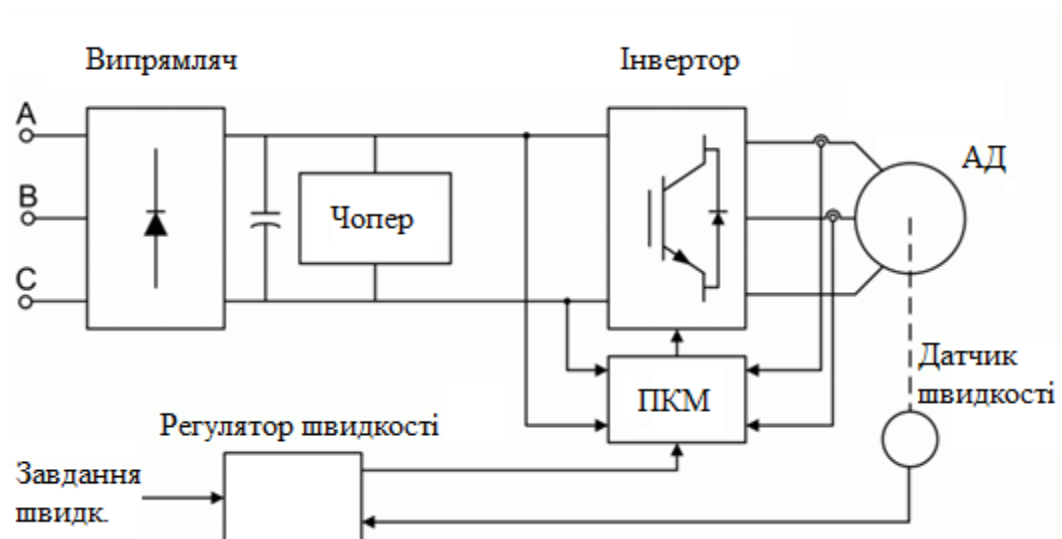 Випрямляч
Інвертор
A
B
C
Чопер
АД
ПКМ
Датчик
швидкості
Регулятор швидкості
Завдання
швидк.